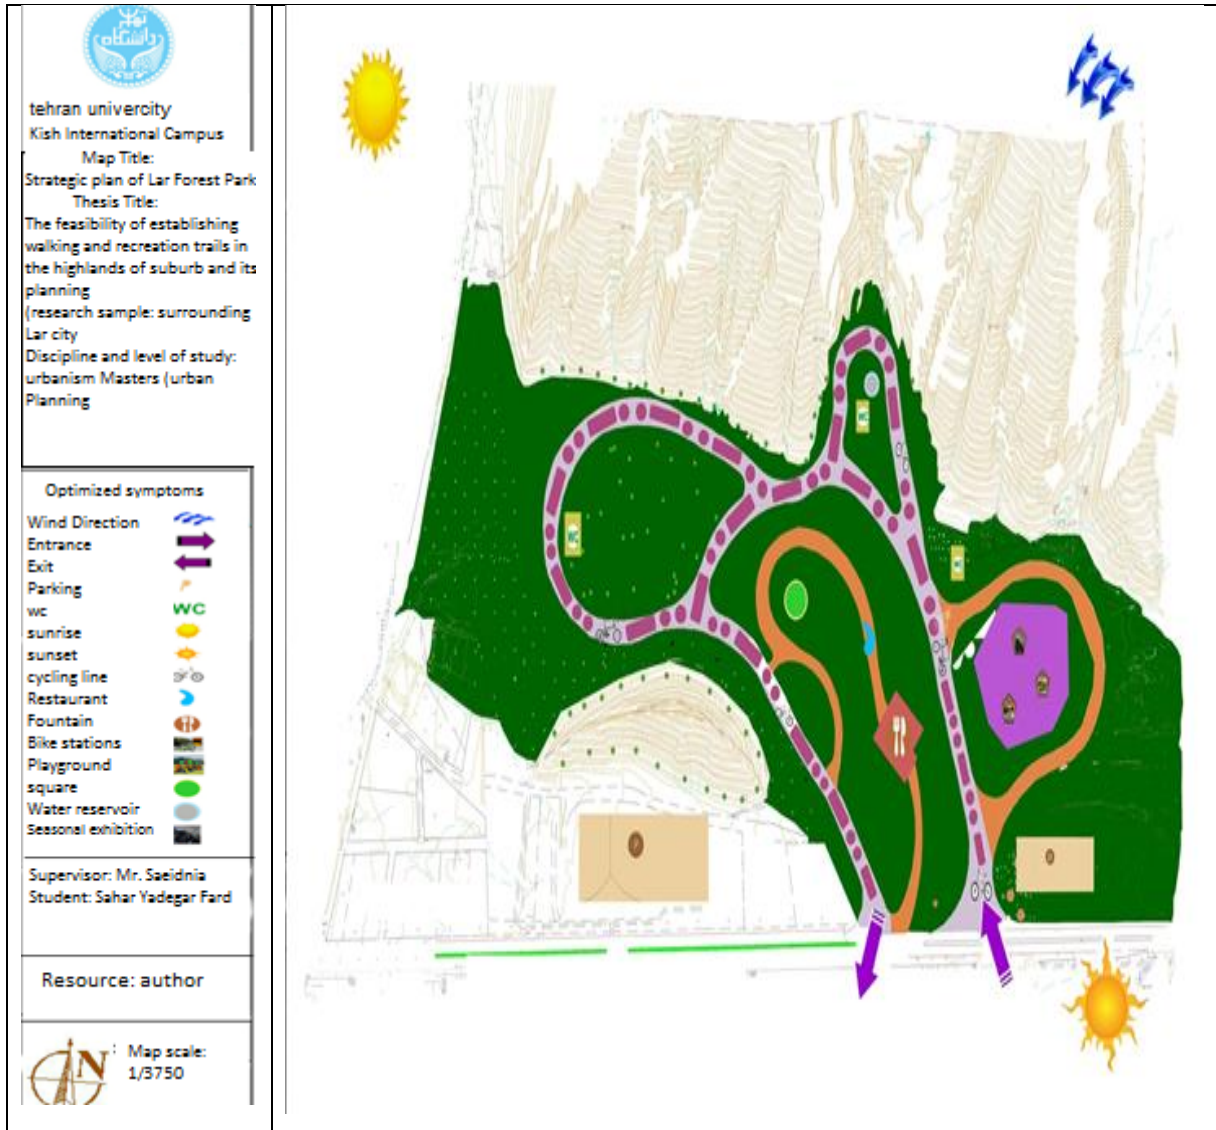 دانشگاه
tehran univercity
Kish International Campus
Map Title:
Strategic plan of Lar Forest Park
Thesis Title:
The feasibility of establishing
walking and recreation trails in
the highlands of suburb and its
planning
(research sample: surrounding
Lar city
Discipline and level of study:
urbanism Masters (urban
Planning
Optimized symptoms
Wind Direction
Entrance
Exit
Parking
P
wc
WC
sunrise
sunset
cycling line
Restaurant
Fountain
Bike stations
Playground
square
Water reservoir
Seasonal exhibition
Supervisor: Mr. Saeidnia
Student: Sahar Yadegar Fard
Resource: author
N
Map scale:
1/3750
WC
WC
WC
P
P